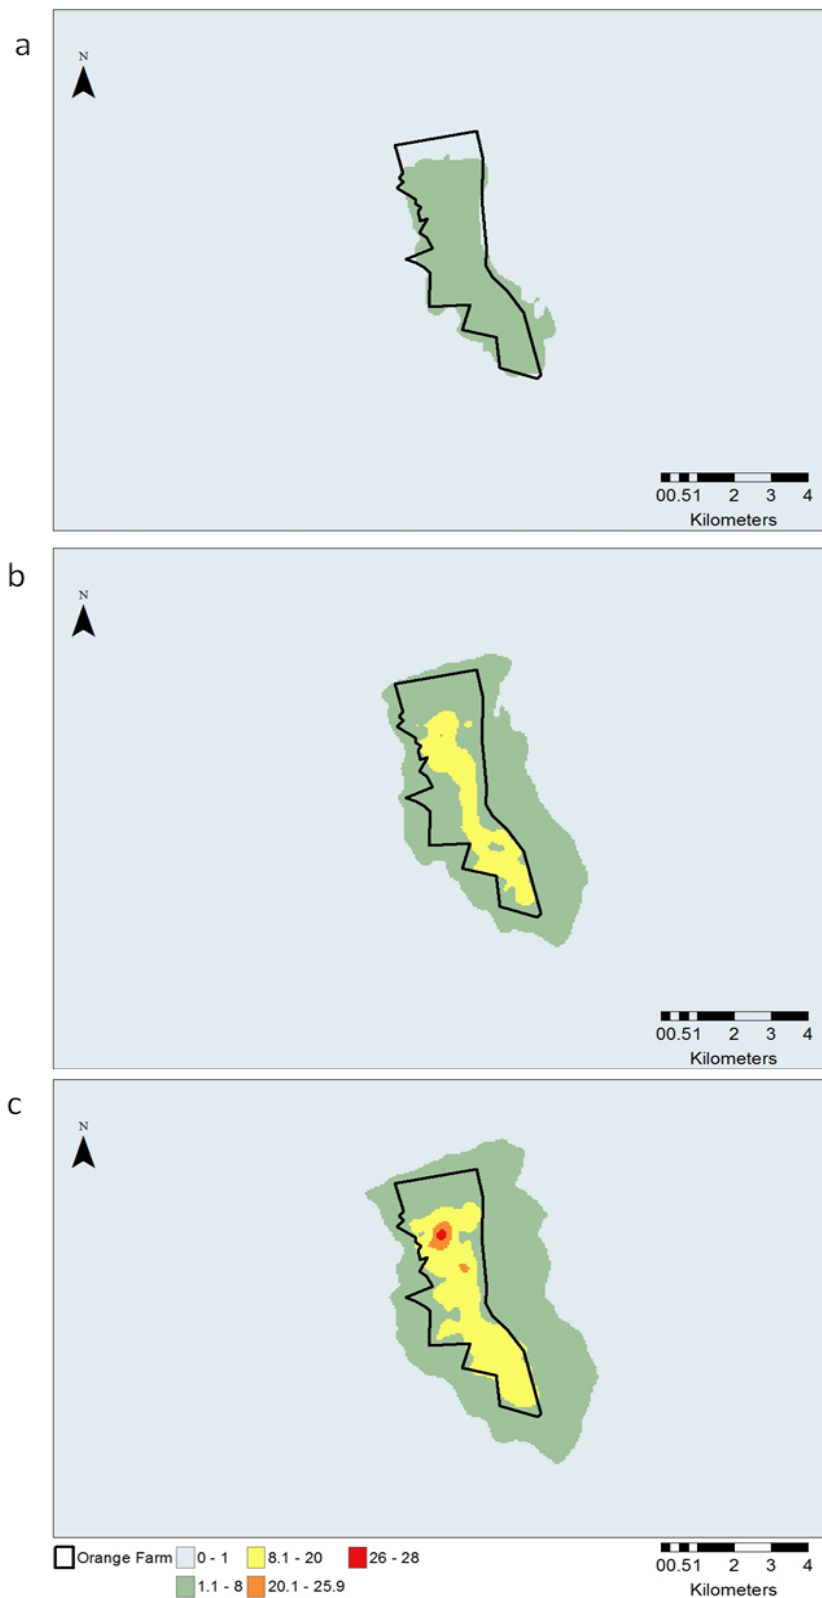 a
N
00.51 2 3 4
Kilometers
b
N
00.51 2 3 4
Kilometers
c
N
Orange Farm 0 - 1 8.1 - 20 26 - 28
1.1 - 8 20.1 - 25.9
00.51 2 3 4
Kilometers